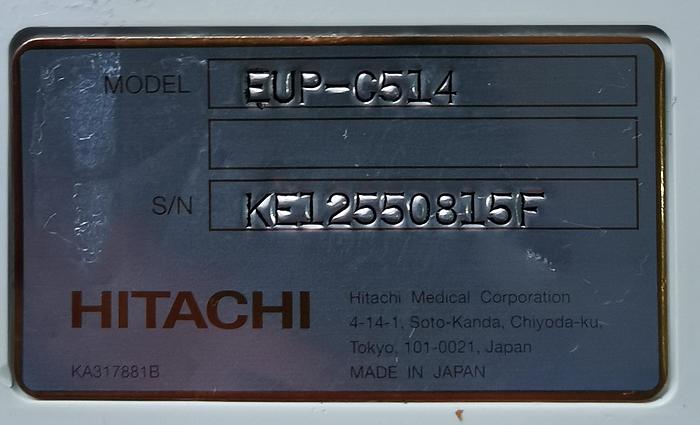 MODEL EUP-C514
S/N KE12550815F
HITACHI
Hitachi Medical Corporation
4-14-1, Soto-Kanda, Chiyoda-ku,
Tokyo, 101-0021, Japan
KA317881B
MADE IN JAPAN